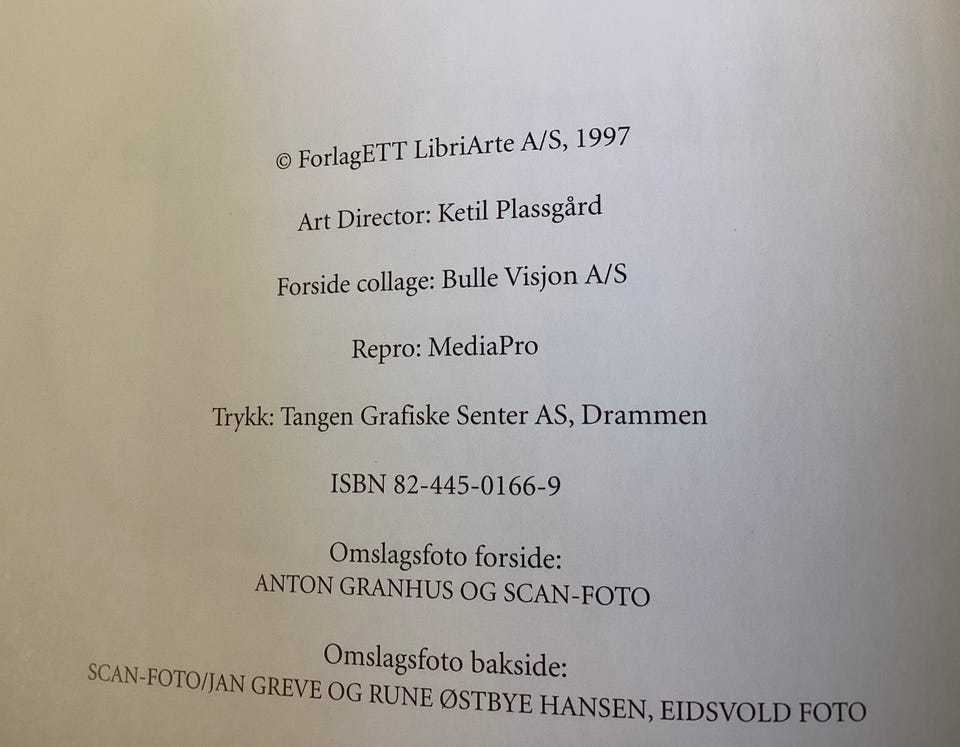 © ForlagETT LibriArte A/S, 1997
Art Director: Ketil Plassgård
Forside collage: Bulle Visjon A/S
Repro: MediaPro
Trykk: Tangen Grafiske Senter AS, Drammen
ISBN 82-445-0166-9
Omslagsfoto forside:
ANTON GRANHUS OG SCAN-FOTO
Omslagsfoto bakside:
SCAN-FOTO/JAN GREVE OG RUNE ØSTBYE HANSEN, EIDSVOLD FOTO